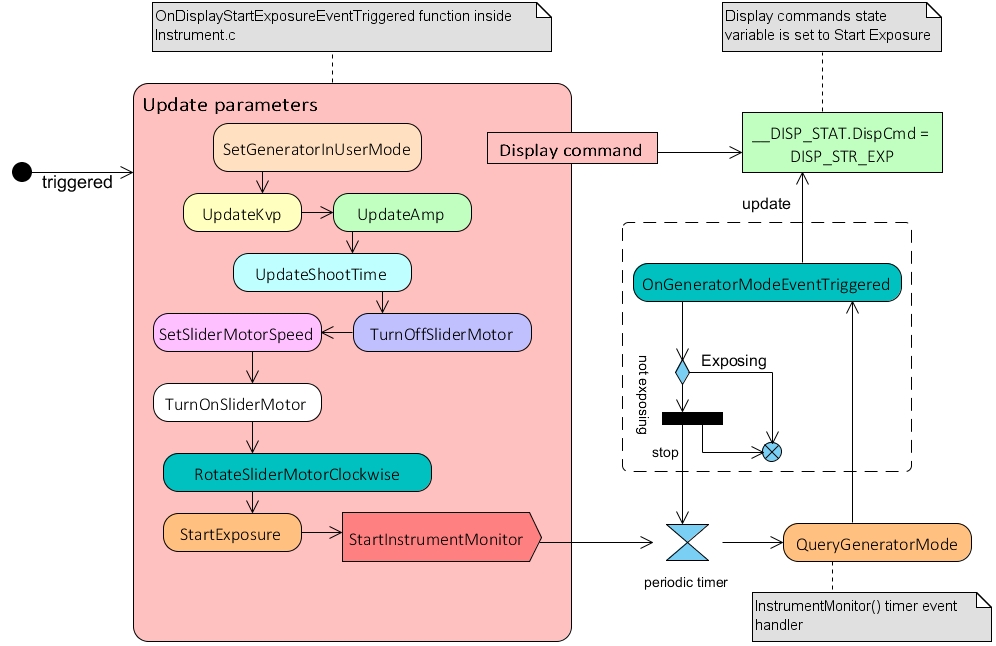 OnDisplayStartExposureEventTriggered function inside
Instrument.c
Display commands state
variable is set to Start Exposure
Update parameters
SetGeneratorInUserMode
Display command
__DISP_STAT.DispCmd =
DISP_STR_EXP
triggered
UpdateKvp
UpdateAmp
update
UpdateShootTime
OnGeneratorModeEventTriggered
SetSliderMotorSpeed
TurnOffSliderMotor
Exposing
not exposing
TurnOnSliderMotor
stop
RotateSliderMotorClockwise
StartExposure
StartInstrumentMonitor
QueryGeneratorMode
periodic timer
InstrumentMonitor() timer event
handler